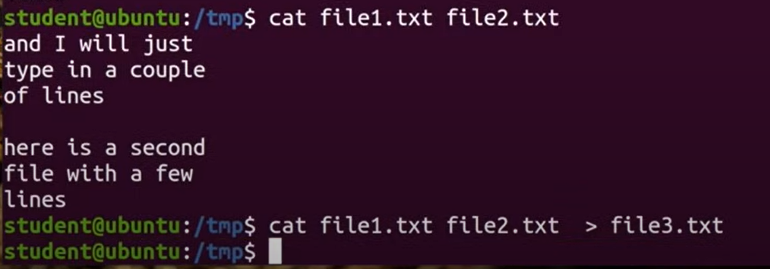 student@ubuntu:/tmp$ cat file1.txt file2.txt
and I will just
type in a couple
of lines

here is a second
file with a few
lines
student@ubuntu:/tmp$ cat file1.txt file2.txt  > file3.txt
student@ubuntu:/tmp$